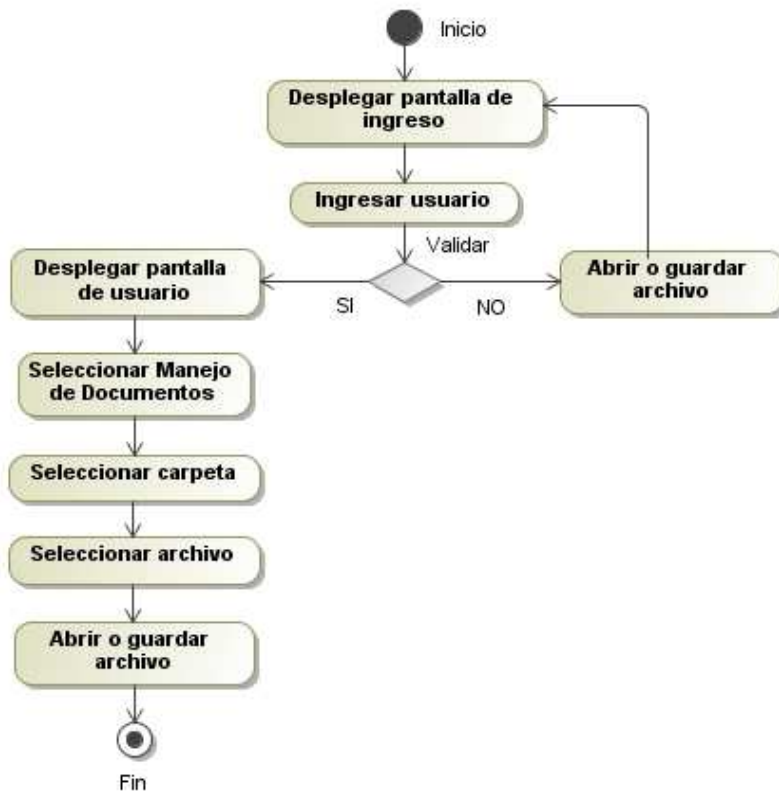 Inicio
Desplegar pantalla de
ingreso
Ingresar usuario
Validar
Desplegar pantalla
de usuario
SI
NO
Abrir o guardar
archivo
Seleccionar Manejo
de Documentos
Seleccionar carpeta
Seleccionar archivo
Abrir o guardar
archivo
Fin